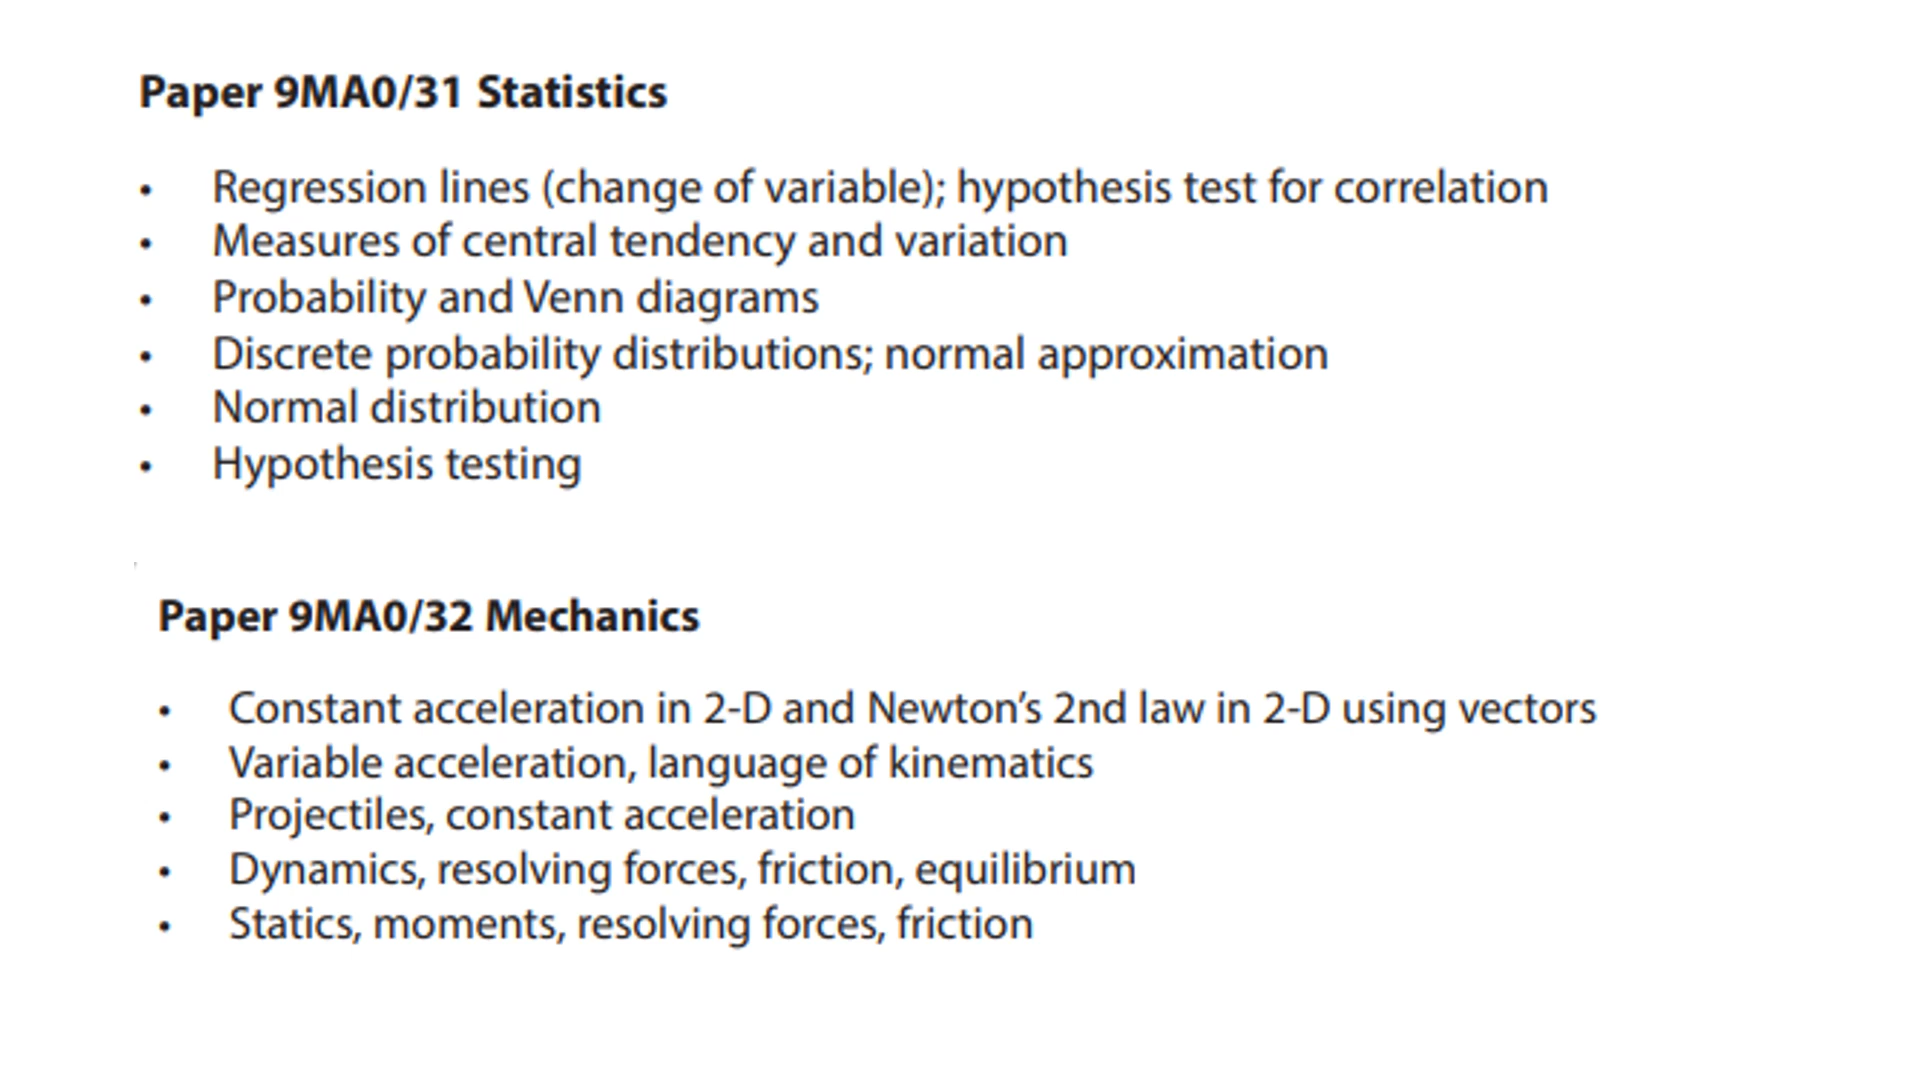 Paper 9MA0/31 Statistics
• Regression lines (change of variable); hypothesis test for correlation
• Measures of central tendency and variation
• Probability and Venn diagrams
• Discrete probability distributions; normal approximation
• Normal distribution
• Hypothesis testing
Paper 9MA0/32 Mechanics
• Constant acceleration in 2-D and Newton’s 2nd law in 2-D using vectors
• Variable acceleration, language of kinematics
• Projectiles, constant acceleration
• Dynamics, resolving forces, friction, equilibrium
• Statics, moments, resolving forces, friction